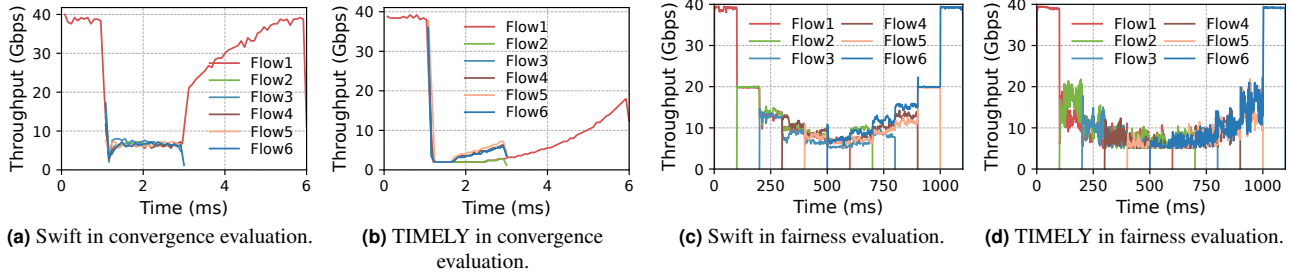 Throughput (Gbps)
40
30
20
10
0
0
2
4
6
Time (ms)
Flow1
Flow2
Flow3
Flow4
Flow5
Flow6
(a) Swift in convergence evaluation.
Throughput (Gbps)
40
30
20
10
0
0
2
4
6
Time (ms)
Flow1
Flow2
Flow3
Flow4
Flow5
Flow6
(b) TIMELY in convergence
evaluation.
Throughput (Gbps)
40
30
20
10
0
0
250
500
750
1000
Time (ms)
Flow1
Flow2
Flow3
Flow4
Flow5
Flow6
(c) Swift in fairness evaluation.
Throughput (Gbps)
40
30
20
10
0
0
250
500
750
1000
Time (ms)
Flow1
Flow2
Flow3
Flow4
Flow5
Flow6
(d) TIMELY in fairness evaluation.